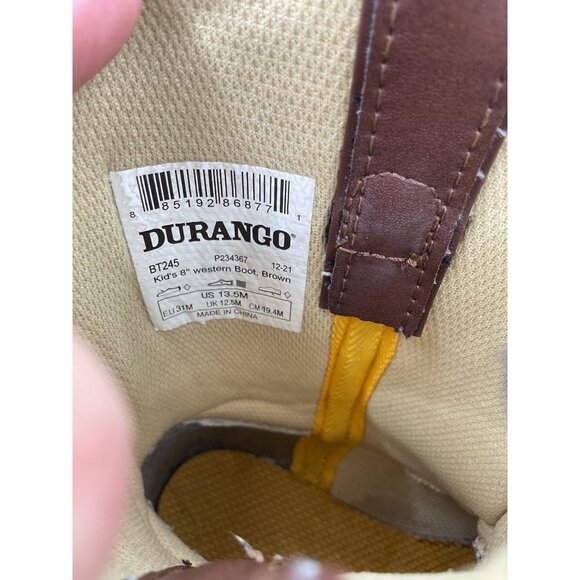 8 85192 86877 1
DURANGO®
BT245 P234367 12-21
Kid's 8" western Boot, Brown
US 13.5M
EU 31M UK 12.5M CM 19.4M
MADE IN CHINA